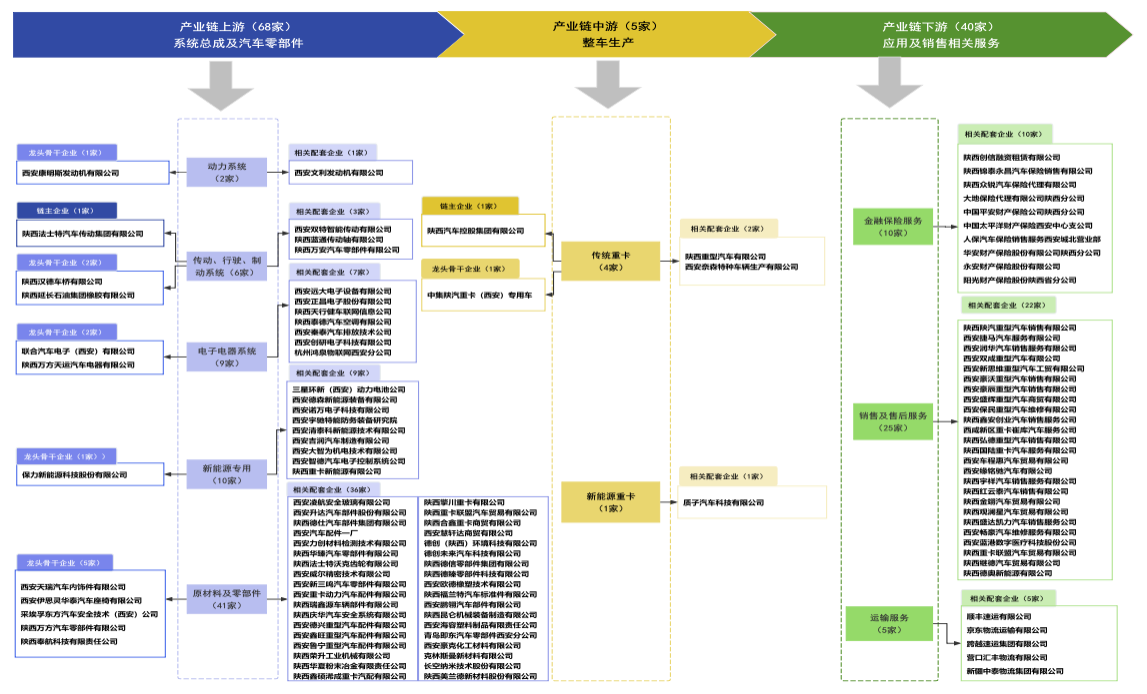 产业链上游（68家）
系统总成及汽车零部件
产业链中游（5家）
整车生产
产业链下游（40家）
应用及销售相关服务
龙头骨干企业（1家）
西安康明斯发动机有限公司
动力系统
（2家）
相关配套企业（1家）
西安文利发动机有限公司
链主企业（1家）
陕西法士特汽车传动集团有限公司
龙头骨干企业（2家）
陕西汉德车桥有限公司
陕西延长石油集团橡胶有限公司
传动、行驶、制
动系统（6家）
相关配套企业（3家）
西安双特智能传动有限公司
陕西蓝通传动轴有限公司
陕西万安汽车零部件有限公司
龙头骨干企业（2家）
联合汽车电子（西安）有限公司
陕西万方天运汽车电器有限公司
电子电器系统
（9家）
相关配套企业（7家）
西安远大电子设备有限公司
西安正昌电子股份有限公司
陕西天行健车联网信息公司
陕西泰德汽车空调有限公司
西安秦泰汽车排放技术公司
西安创研电子科技有限公司
杭州鸿泉物联网西安分公司
龙头骨干企业（1家））
保力新能源科技股份有限公司
新能源专用
（10家）
相关配套企业（9家）
三星环新（西安）动力电池公司
西安德森新能源装备有限公司
西安诺万电子科技有限公司
西安宇驰特能防务装备研究院
西安清泰科新能源技术有限公司
西安吉润汽车制造有限公司
西安大智为机电技术有限公司
西安智德汽车电子控制系统公司
陕西重卡新能源有限公司
龙头骨干企业（5家）
西安天瑞汽车内饰件有限公司
西安伊思灵华泰汽车座椅有限公司
采埃孚东方汽车安全技术（西安）公司
陕西万方汽车零部件有限公司
陕西泰航科技有限责任公司
原材料及零部件
（41家）
相关配套企业（36家）
西安凌航安全玻璃有限公司
西安升达汽车部件股份有限公司
陕西德仕汽车部件集团有限公司
西安汽车配件一厂
西安力创材料检测技术有限公司
陕西华臻汽车零部件有限公司
陕西法士特沃克齿轮有限公司
西安威尔精密技术有限公司
西安新三鸣汽车零部件有限公司
西安重卡动力汽车配件有限公司
陕西瑞鑫源车辆部件有限公司
陕西庆华汽车安全系统有限公司
西安德兴重型汽车配件有限公司
西安鑫旺重型汽车配件有限公司
西安鲁宁重型汽车配件有限公司
陕西荣升工业机械有限公司
陕西华夏粉末冶金有限责任公司
陕西鑫硕浠成重卡汽配有限公司
陕西擎川重卡有限公司
陕西重卡联盟汽车贸易有限公司
陕西合鑫重卡商贸有限公司
西安慧轩达商贸有限公司
德创（陕西）环境科技有限公司
德创未来汽车科技有限公司
陕西德信零部件集团有限公司
陕西德臻零部件科技有限公司
西安欧德橡塑技术有限公司
陕西福兰特汽车标准件有限公司
西安鹏翎汽车部件有限公司
陕西昆仑机械装备制造有限公司
西安海容塑料制品有限责任公司
青岛即东汽车零部件西安分公司
西安豪克化工材料有限公司
克林斯曼新材料有限公司
长空纳米技术股份有限公司
陕西美兰德新材料股份有限公司
链主企业（1家）
陕西汽车控股集团有限公司
龙头骨干企业（1家）
中集陕汽重卡（西安）专用车
传统重卡
（4家）
相关配套企业（2家）
陕西重型汽车有限公司
西安奈森特种车辆生产有限公司
新能源重卡
（1家）
相关配套企业（1家）
质子汽车科技有限公司
金融保险服务
（10家）
相关配套企业（10家）
陕西创信融资租赁有限公司
陕西锦泰永昌汽车保险销售有限公司
陕西众锐汽车保险代理有限公司
大地保险代理有限公司陕西分公司
中国平安财产保险公司陕西分公司
中国太平洋财产保险西安中心支公司
人保汽车保险销售服务西安城北营业部
华安财产保险股份有限公司陕西分公司
永安财产保险股份有限公司
阳光财产保险股份陕西省分公司
销售及售后服务
（25家）
相关配套企业（22家）
陕西陕汽重型汽车销售有限公司
西安捷马汽车服务有限公司
西安润华汽车销售服务有限公司
西安双成重型汽车有限公司
西安新思维重型汽车工贸有限公司
西安豪沃重型汽车销售有限公司
西安豪辰重型汽车销售有限公司
西安盛辉重型汽车商贸有限公司
西安保民重型汽车维修有限公司
陕西鑫安创业汽车销售服务公司
西咸新区重卡崔库汽车服务公司
陕西弘德重型汽车销售有限公司
陕西国陆重卡汽车服务有限公司
西安车程惠汽车贸易有限公司
西安锋铭驰汽车有限公司
陕西宇祥汽车销售服务有限公司
陕西红云泰汽车销售有限公司
陕西金翊汽车贸易有限公司
陕西观澜星汽车贸易有限公司
陕西盛达凯力汽车销售服务公司
西安畅豪汽车维修服务有限公司
西安蓝港数字医疗科技股份公司
陕西重卡联盟汽车贸易有限公司
陕西继德汽车贸易有限公司
陕西德奥新能源有限公司
运输服务
（5家）
相关配套企业（5家）
顺丰速运有限公司
京东物流运输有限公司
跨越速运集团有限公司
营口汇丰物流有限公司
新疆中泰物流集团有限公司